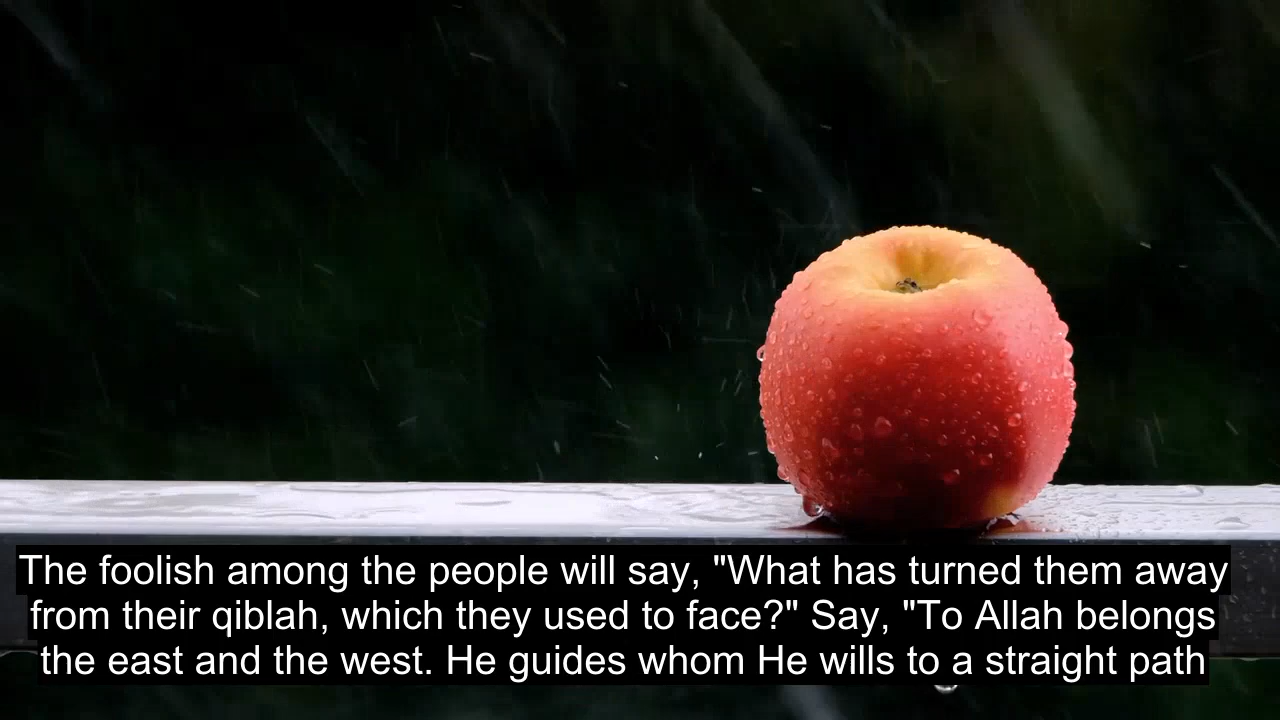 The foolish among the people will say, "What has turned them away
from their qiblah, which they used to face?" Say, "To Allah belongs
the east and the west. He guides whom He wills to a straight path